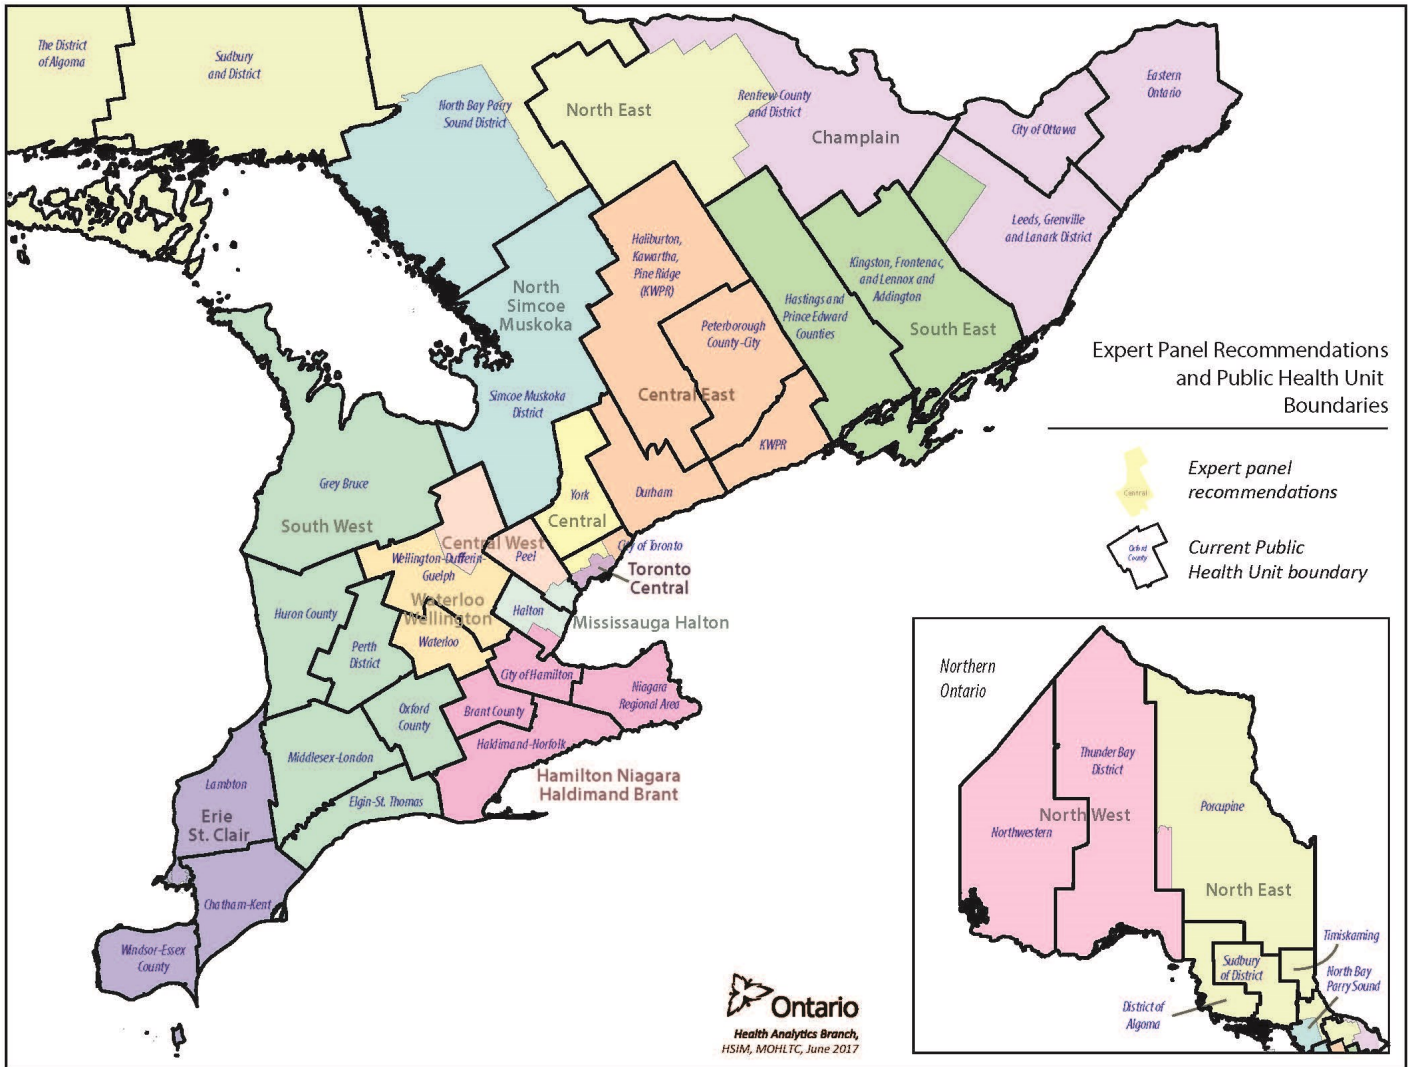 The District
of Algoma
Sudbury
and District
North Bay Parry
Sound District
North East
Renfrew County
and District
Champlain
City of Ottawa
Eastern
Ontario
Leeds, Grenville
and Lanark District
Haliburton,
Kawartha,
Pine Ridge
(KWPR)
Kingston, Frontenac,
and Lennox and
Addington
Hastings and
Prince Edward
Counties
South East
North
Simcoe
Muskoka
Peterborough
County-City
Central East
Simcoe Muskoka
District
KWPR
Expert Panel Recommendations
and Public Health Unit
Boundaries
Central
Expert panel
recommendations
Oxford
County
Current Public
Health Unit boundary
Grey Bruce
South West
York
Central
Durham
Central West
Peel
City of Toronto
Toronto
Central
Wellington-Dufferin-
Guelph
Waterloo
Wellington
Halton
Mississauga Halton
Waterloo
Huron County
Perth
District
City of Hamilton
Niagara
Regional Area
Brant County
Oxford
County
Haldimand-Norfolk
Hamilton Niagara
Haldimand Brant
Middlesex-London
Elgin-St. Thomas
Lambton
Erie
St. Clair
Chatham-Kent
Windsor-Essex
County
Northern
Ontario
Thunder Bay
District
North West
Northwestern
Porcupine
North East
Timiskaming
Sudbury
of District
North Bay
Parry Sound
District of
Algoma
Ontario
Health Analytics Branch,
HSIM, MOHLTC, June 2017